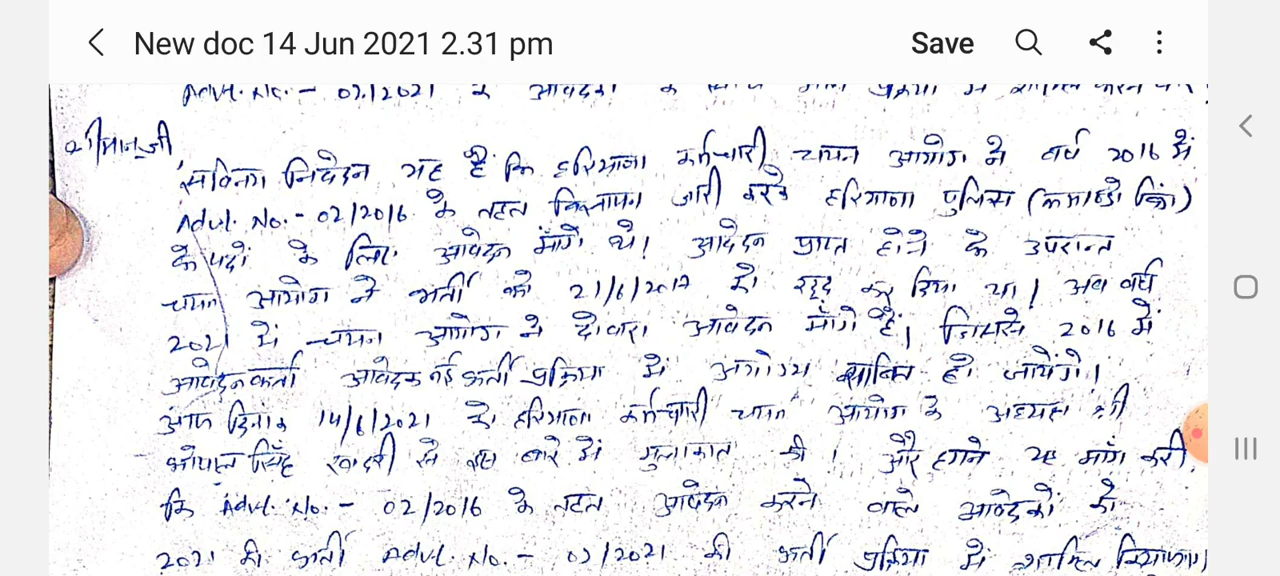 New doc 14 Jun 2021 2.31 pm
Save
Advt. No. - 02/2021 के आवेदन
श्रीमान जी,
सविनय निवेदन यह है कि हरियाणा कर्मचारी चयन आयोग ने वर्ष 2016 में
Advt. No. - 02/2016 के तहत विज्ञापन जारी करके हरियाणा पुलिस (कमाण्डो विंग)
के पदों के लिए आवेदन माँगे थे। आवेदन प्राप्त होने के उपरान्त
चयन आयोग ने भर्ती को 21/6/2017 को रद्द कर दिया था। अब वर्ष
2021 में चयन आयोग ने दोबारा आवेदन माँगे हैं। जिससे 2016 में
आवेदनकर्ता आवेदक नई भर्ती प्रक्रिया में अयोग्य साबित हो जायेंगे।
आज दिनांक 14/6/2021 को हरियाणा कर्मचारी चयन आयोग के अध्यक्ष श्री
भोपाल सिंह खदरी से इस बारे में मुलाकात की। और हमने यह माँग करी
कि Advt. No. - 02/2016 के तहत आवेदन करने वाले आवेदकों को
2021 की भर्ती Advt. No. - 02/2021 की भर्ती प्रक्रिया में शामिल किया जाए।